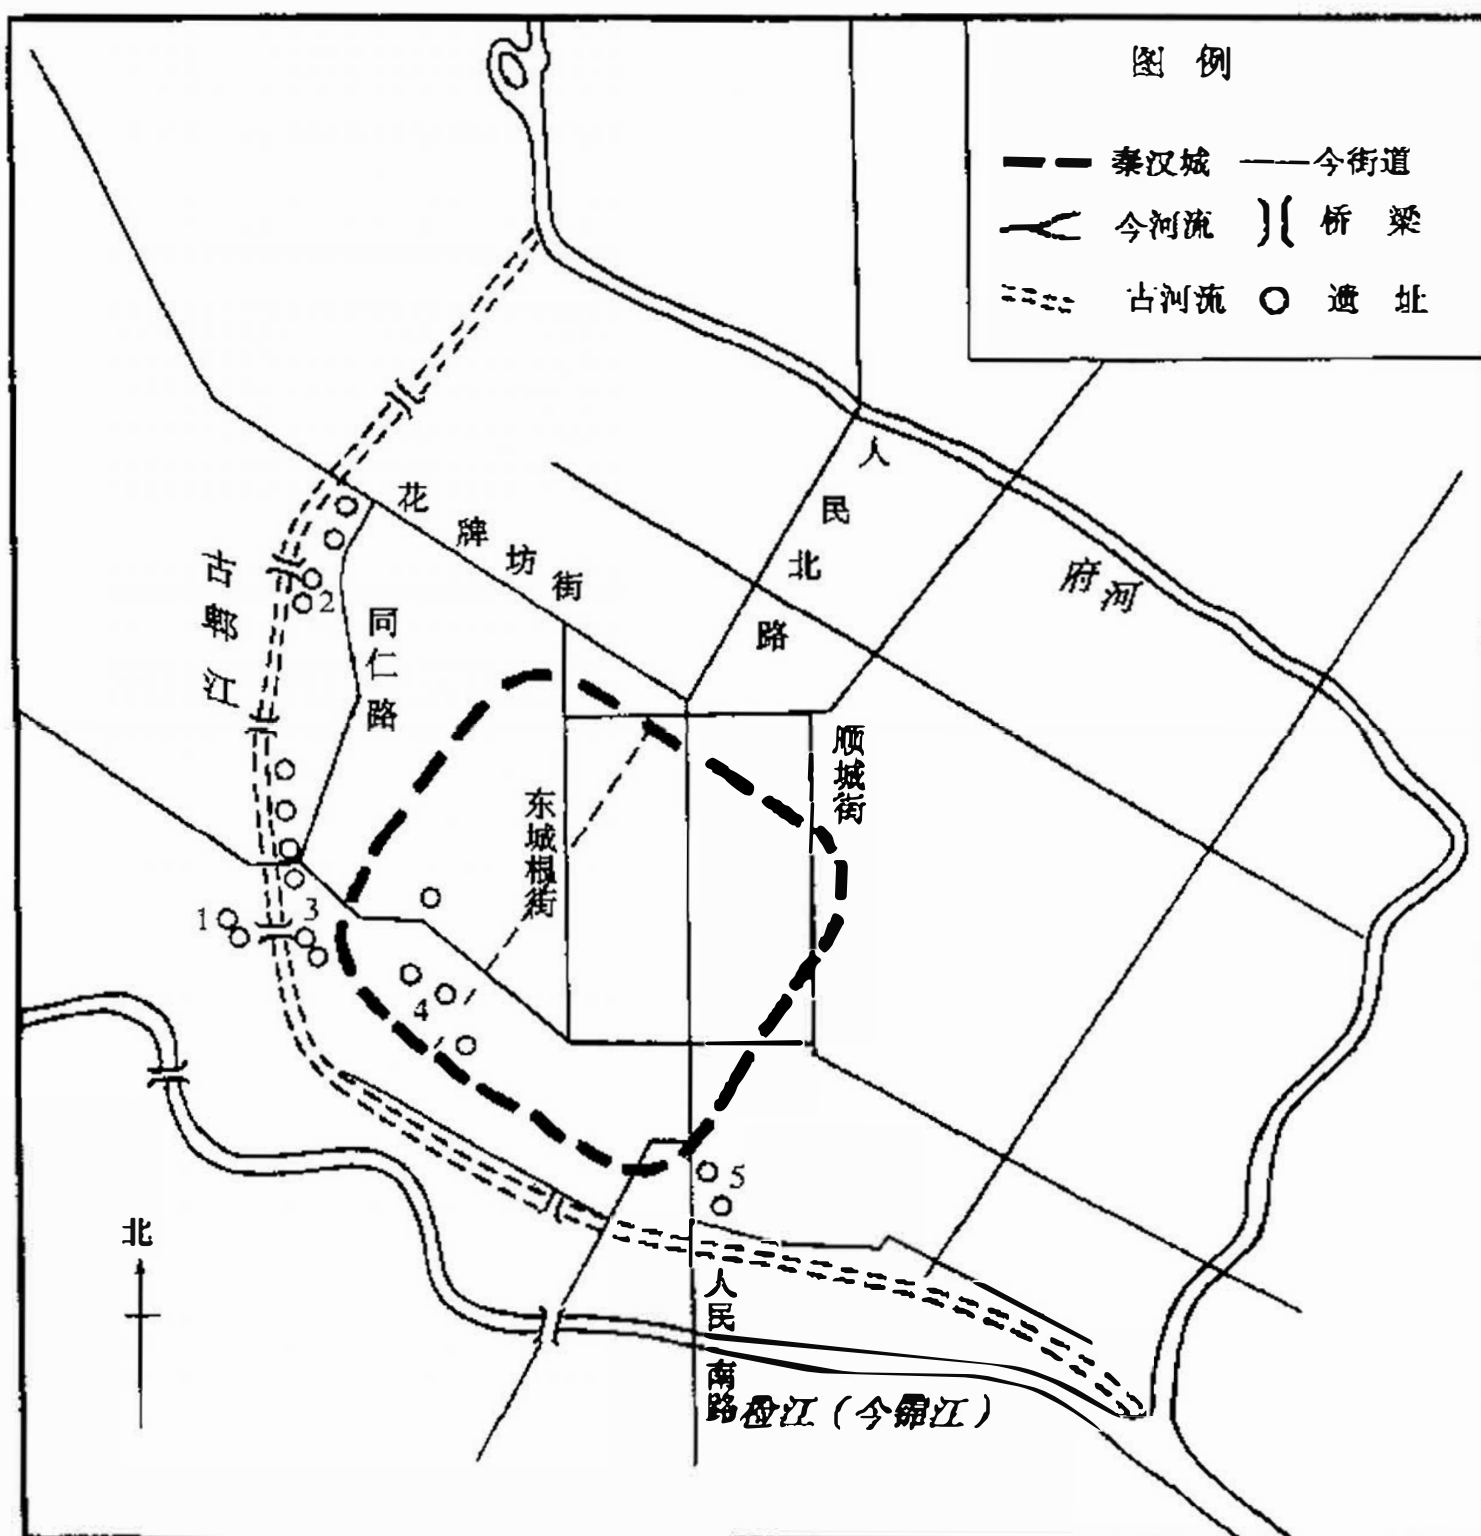 图 例
秦汉城
今街道
今河流
桥 梁
古河流
遗 址
人民北路
花牌坊街
府河
古郫江
同仁路
2
顺城街
东城根街
1
3
4
5
北
人民南路
检江(今锦江)